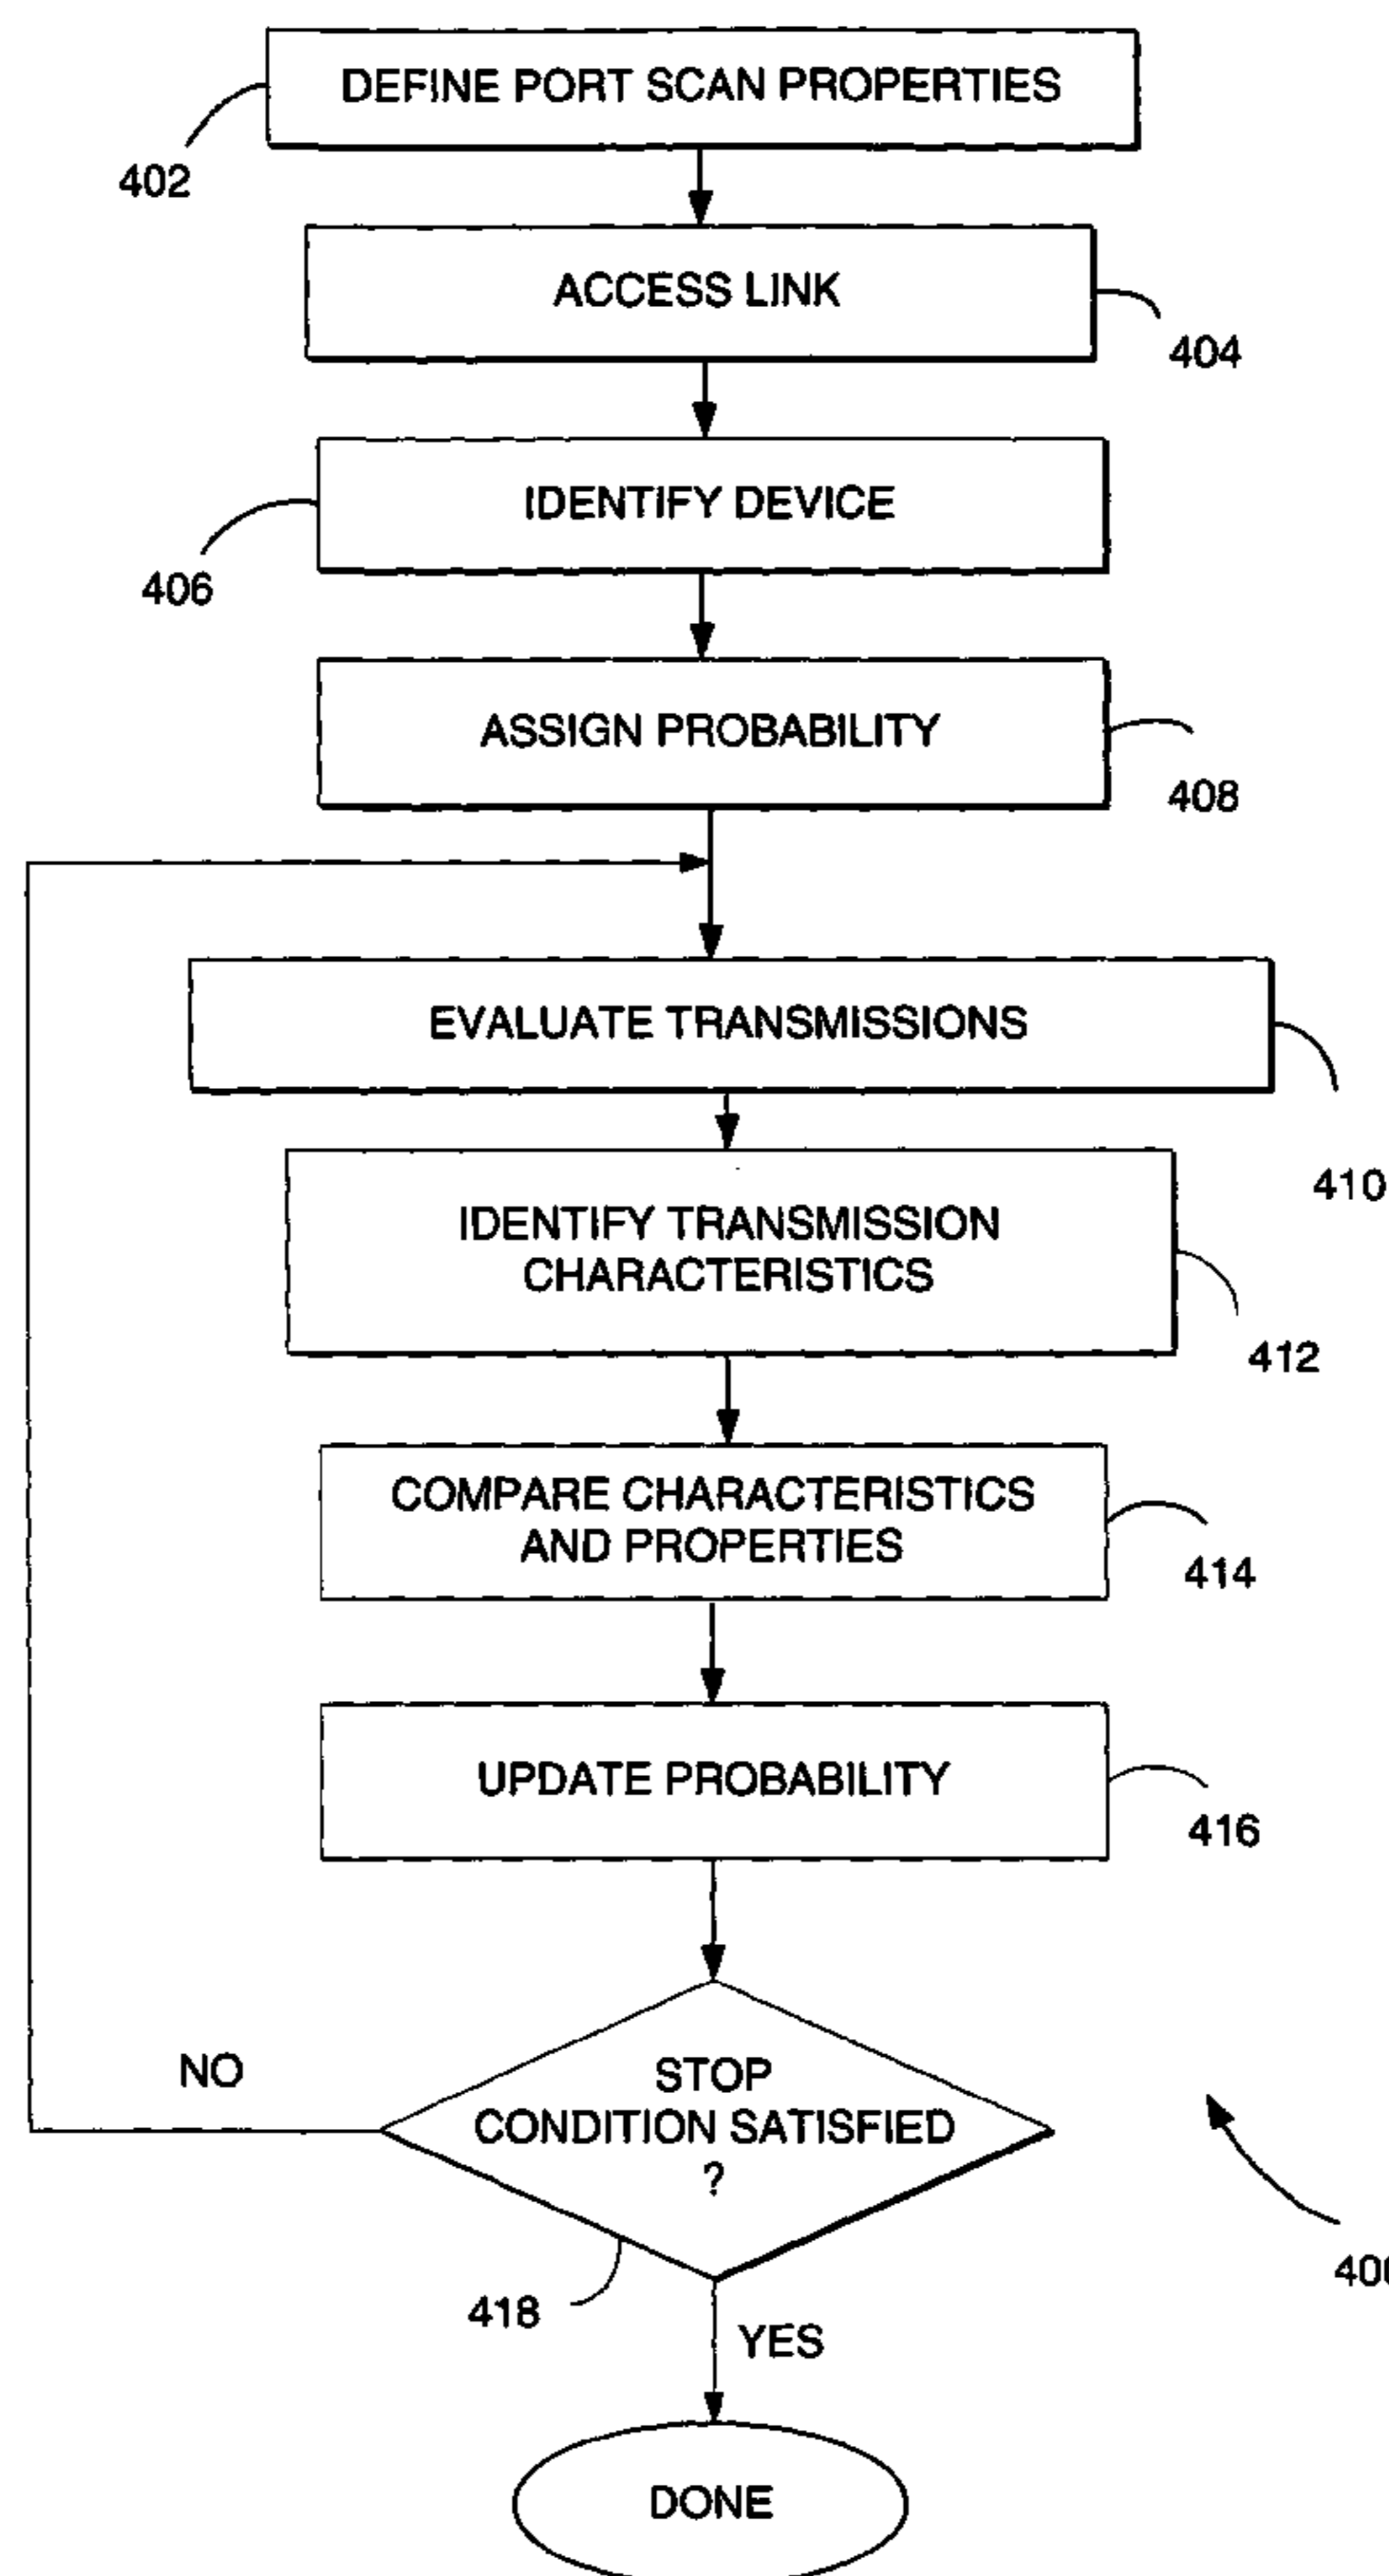 DEFINE PORT SCAN PROPERTIES
402
ACCESS LINK
404
IDENTIFY DEVICE
406
ASSIGN PROBABILITY
408
EVALUATE TRANSMISSIONS
410
IDENTIFY TRANSMISSION
CHARACTERISTICS
412
COMPARE CHARACTERISTICS
AND PROPERTIES
414
UPDATE PROBABILITY
416
NO
STOP
CONDITION SATISFIED
?
418
YES
DONE